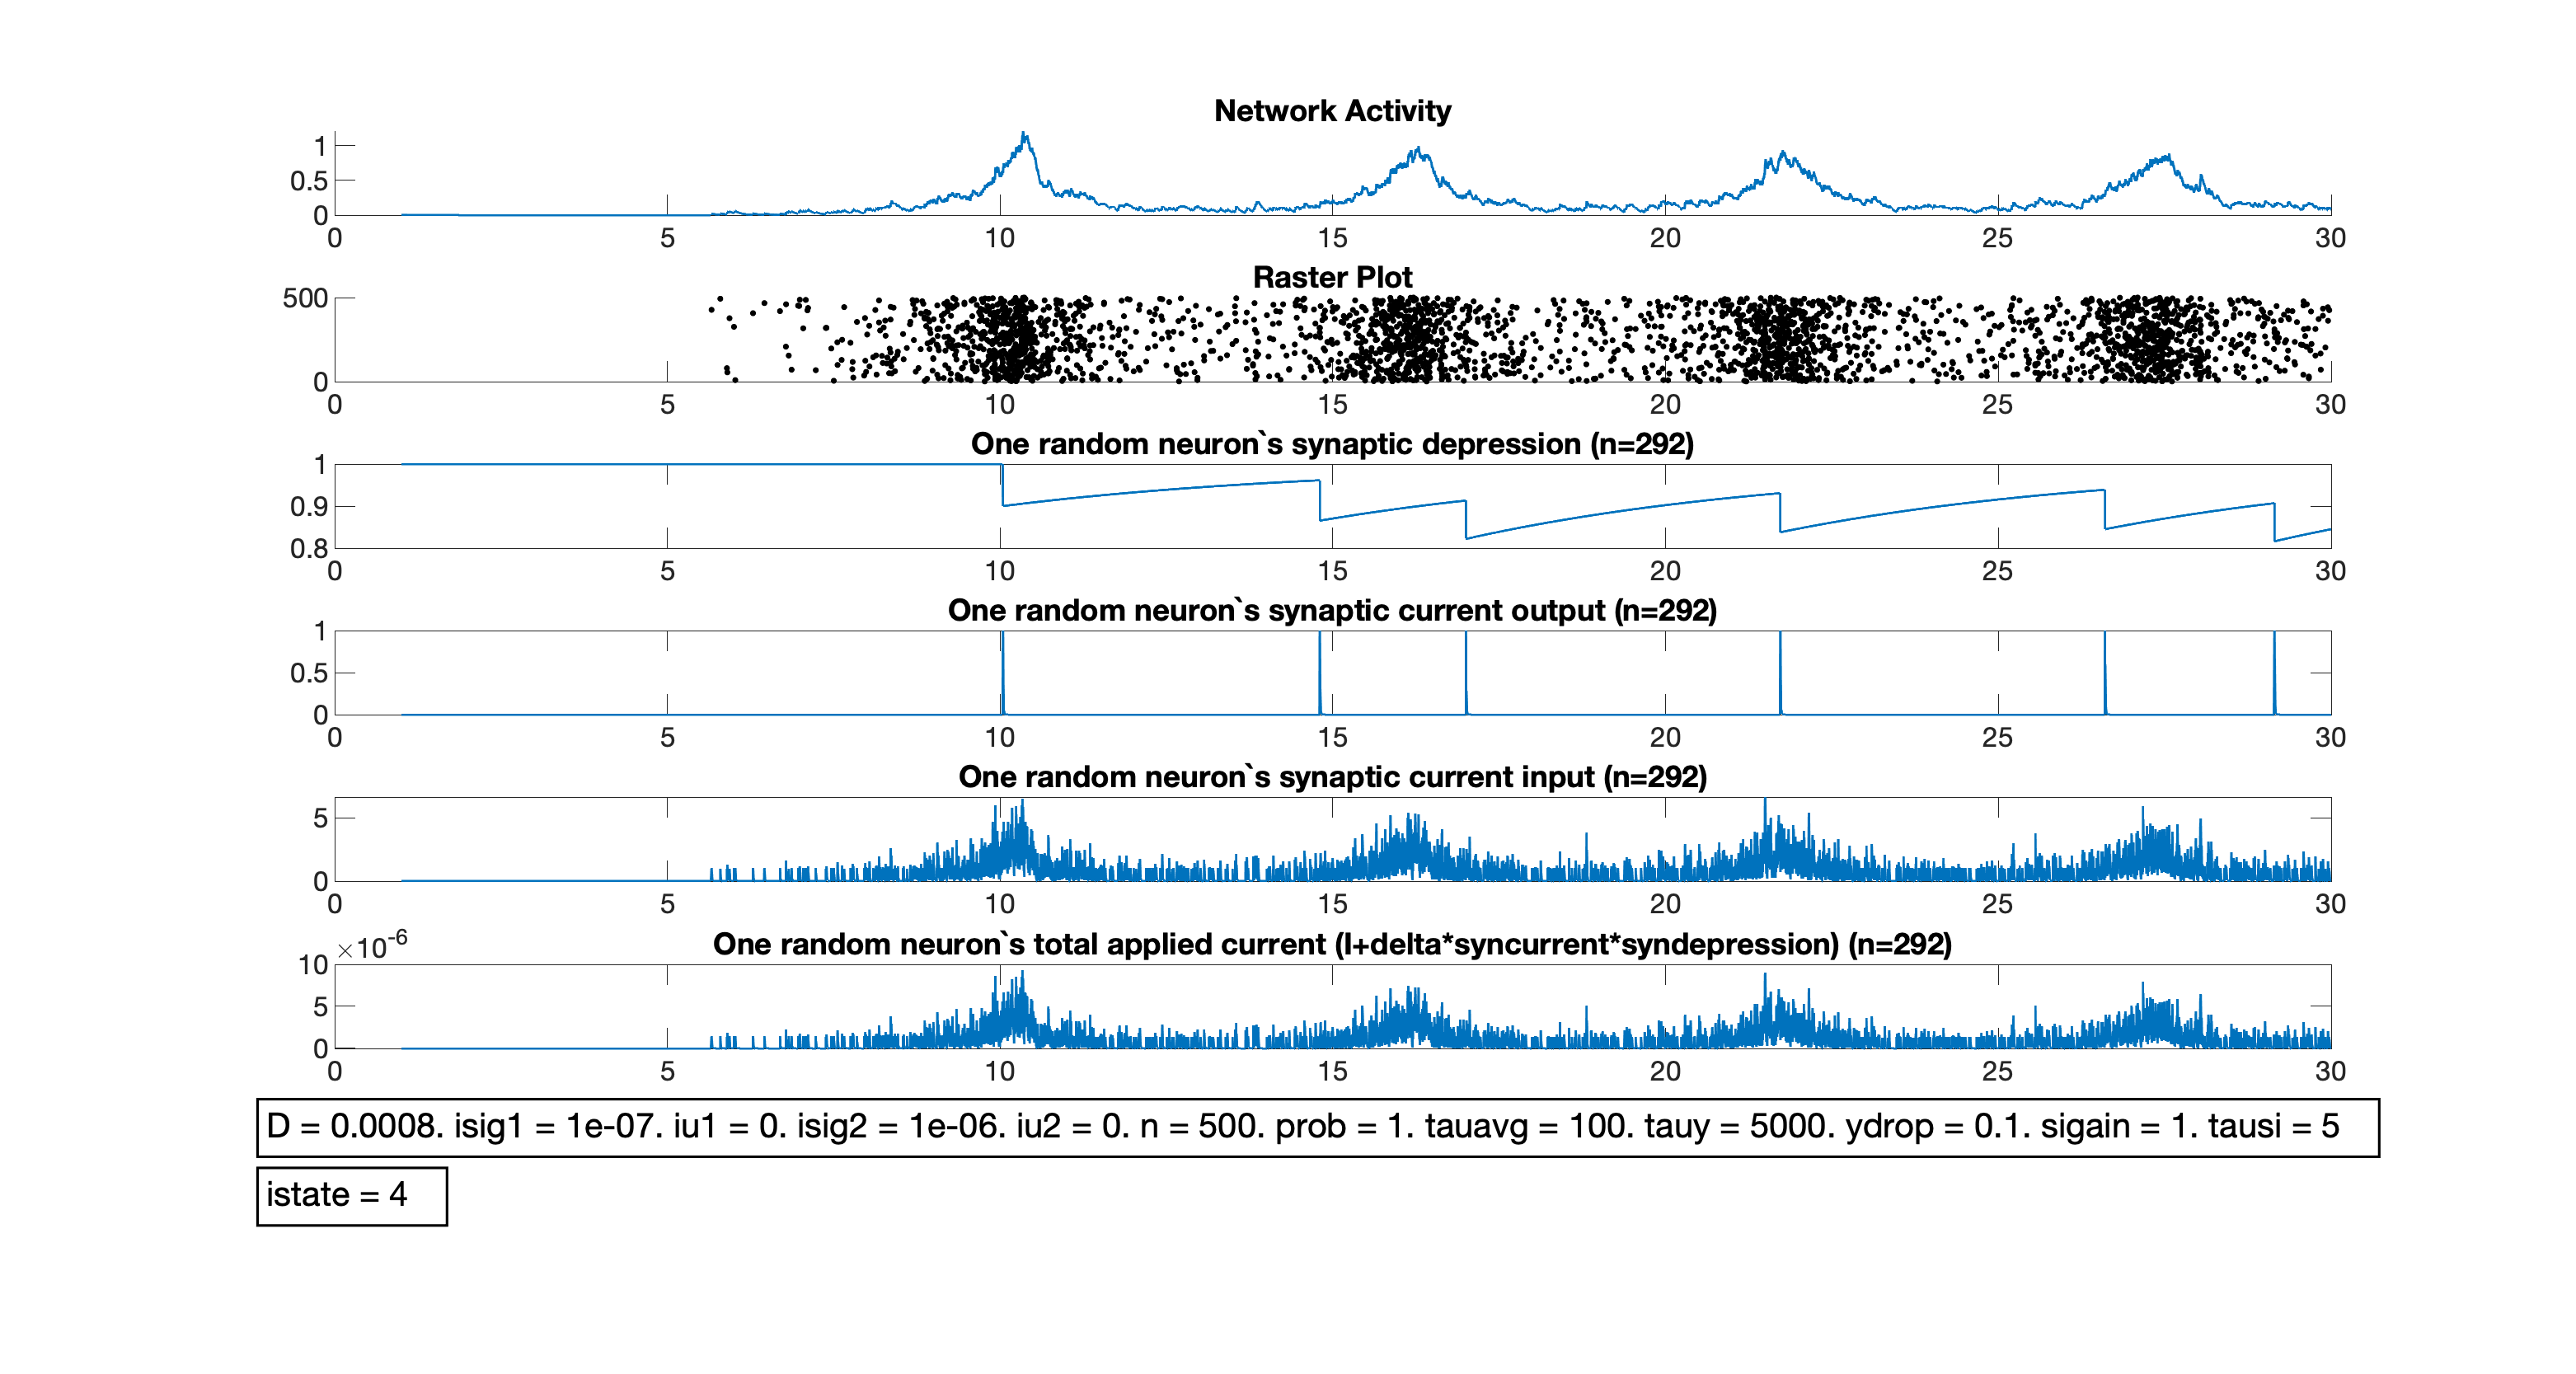 Network Activity
1
0.5
0
0 5 10 15 20 25 30
Raster Plot
500
0
0 5 10 15 20 25 30
One random neuron`s synaptic depression (n=292)
1
0.9
0.8
0 5 10 15 20 25 30
One random neuron`s synaptic current output (n=292)
1
0.5
0
0 5 10 15 20 25 30
One random neuron`s synaptic current input (n=292)
5
0
0 5 10 15 20 25 30
×10-6
One random neuron`s total applied current (I+delta*syncurrent*syndepression) (n=292)
10
5
0
0 5 10 15 20 25 30
D = 0.0008. isig1 = 1e-07. iu1 = 0. isig2 = 1e-06. iu2 = 0. n = 500. prob = 1. tauavg = 100. tauy = 5000. ydrop = 0.1. sigain = 1. tausi = 5
istate = 4